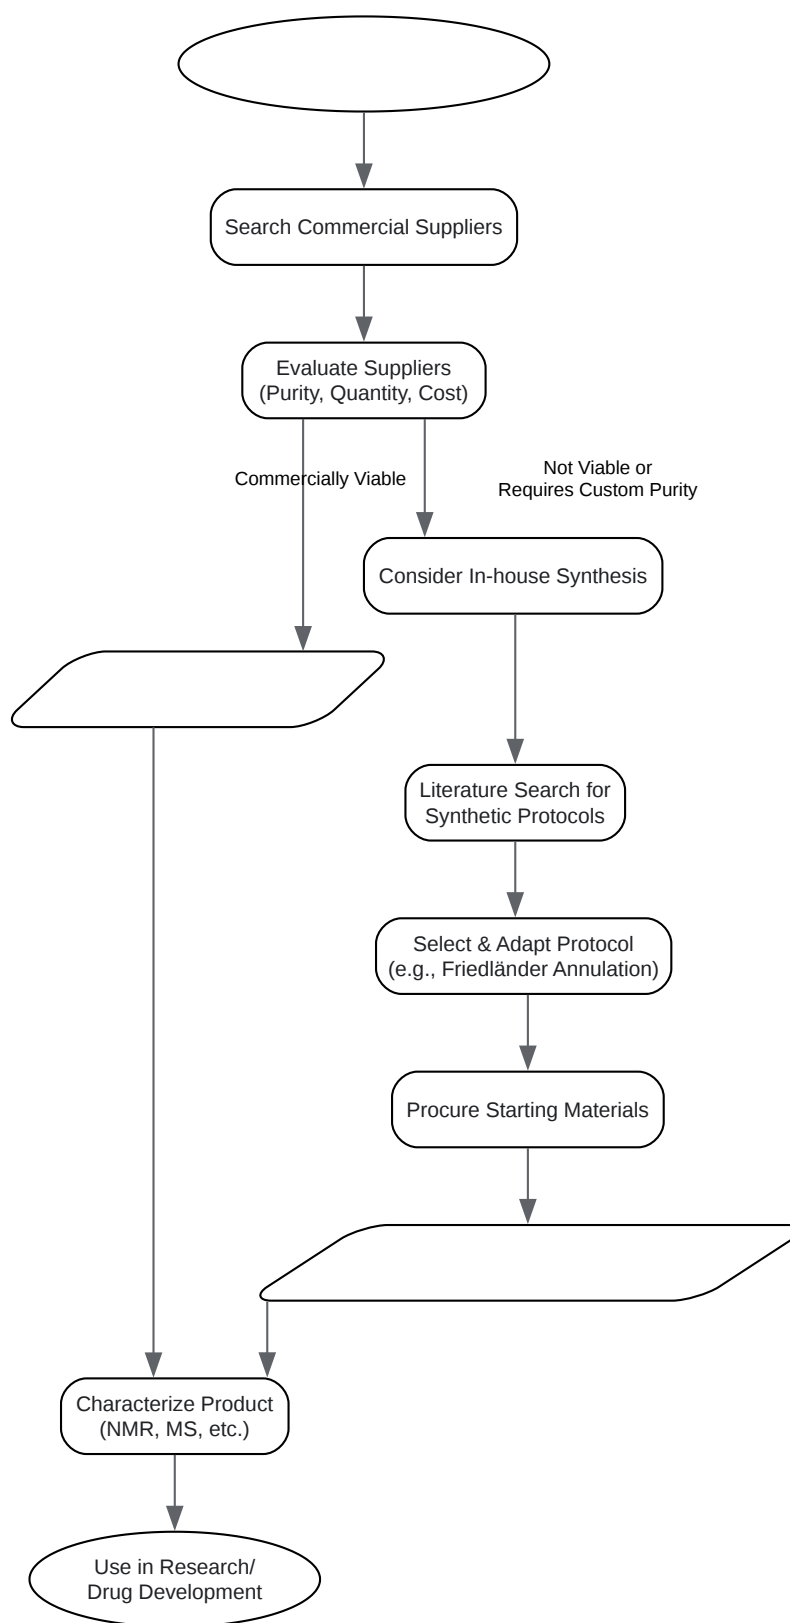 Search Commercial Suppliers
Evaluate Suppliers
(Purity, Quantity, Cost)
Commercially Viable
Not Viable or
Requires Custom Purity
Consider In-house Synthesis
Literature Search for
Synthetic Protocols
Select & Adapt Protocol
(e.g., Friedländer Annulation)
Procure Starting Materials
Characterize Product
(NMR, MS, etc.)
Use in Research/
Drug Development